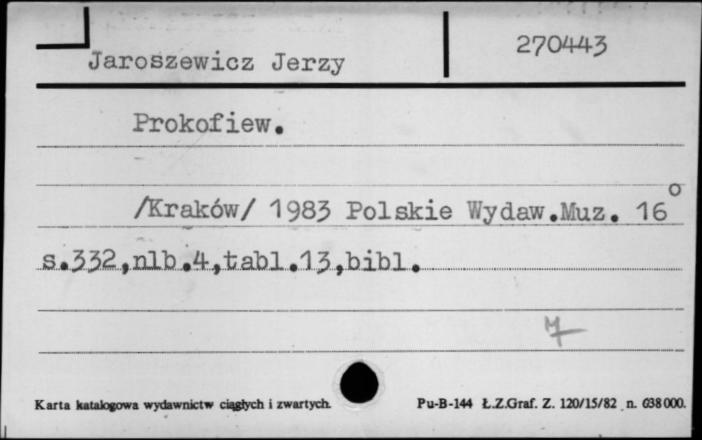 Jaroszewicz Jerzy 270443
Prokofiew.
/Kraków/ 1983 Polskie Wydaw.Muz. 16°
s.332,nlb.4,tabl.13,bibl.
Karta katalogowa wydawnictw ciągłych i zwartych. Pu-B-144 Ł.Z.Graf. Z. 120/15/82 n. 638000.